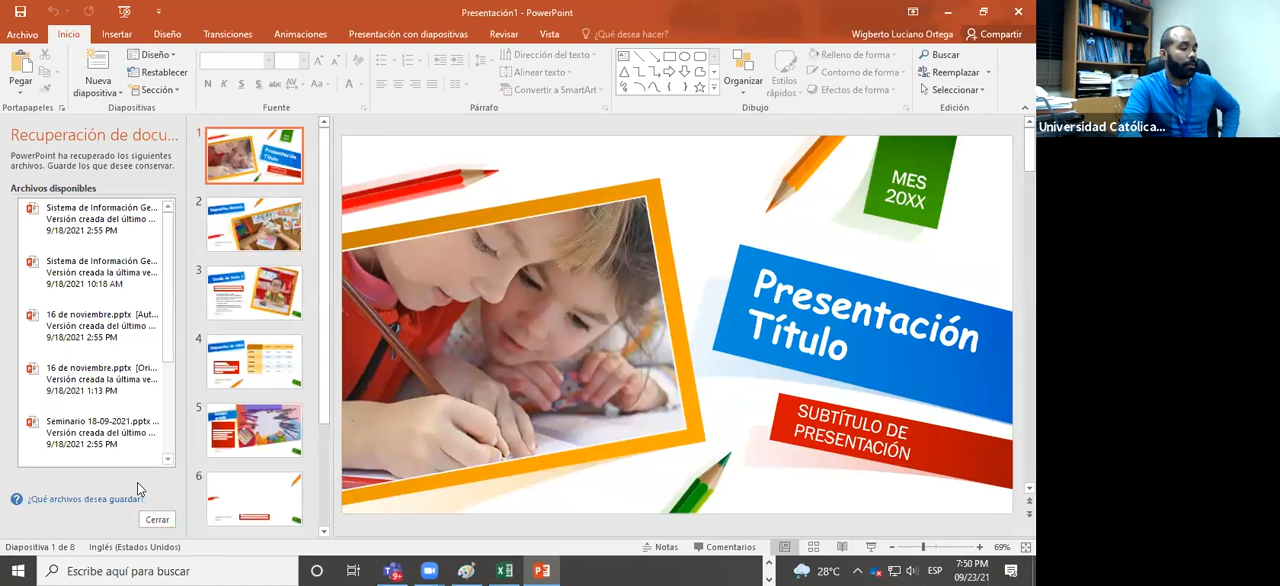 Presentación1 - PowerPoint
Archivo Inicio Insertar Diseño Transiciones Animaciones Presentación con diapositivas Revisar Vista ¿Qué desea hacer? Wigberto Luciano Ortega Compartir
Pegar
Portapapeles
Nueva
diapositiva
Diseño
Restablecer
Sección
Diapositivas
N K S S abc AV Aa A
Fuente
Dirección del texto
Alinear texto
Convertir a SmartArt
Párrafo
Organizar
Estilos
rápidos
Relleno de forma
Contorno de forma
Efectos de forma
Dibujo
Buscar
Reemplazar
Seleccionar
Edición
Recuperación de docu...
PowerPoint ha recuperado los siguientes
archivos. Guarde los que desee conservar.
Archivos disponibles
Sistema de Información Ge...
Versión creada del último ...
9/18/2021 2:55 PM
Sistema de Información Ge...
Versión creada la última ve...
9/18/2021 10:18 AM
16 de noviembre.pptx [Aut...
Versión creada del último ...
9/18/2021 2:55 PM
16 de noviembre.pptx [Ori...
Versión creada la última ve...
9/18/2021 1:13 PM
Seminario 18-09-2021.pptx ...
Versión creada del último ...
9/18/2021 2:55 PM
¿Qué archivos desea guardar?
Cerrar
1
2
3
4
5
6
MES
20XX
Presentación
Título
SUBTÍTULO DE
PRESENTACIÓN
Universidad Católica...
Diapositiva 1 de 8 Inglés (Estados Unidos) Notas Comentarios 69%
Escribe aquí para buscar
28°C ESP
7:50 PM
09/23/21